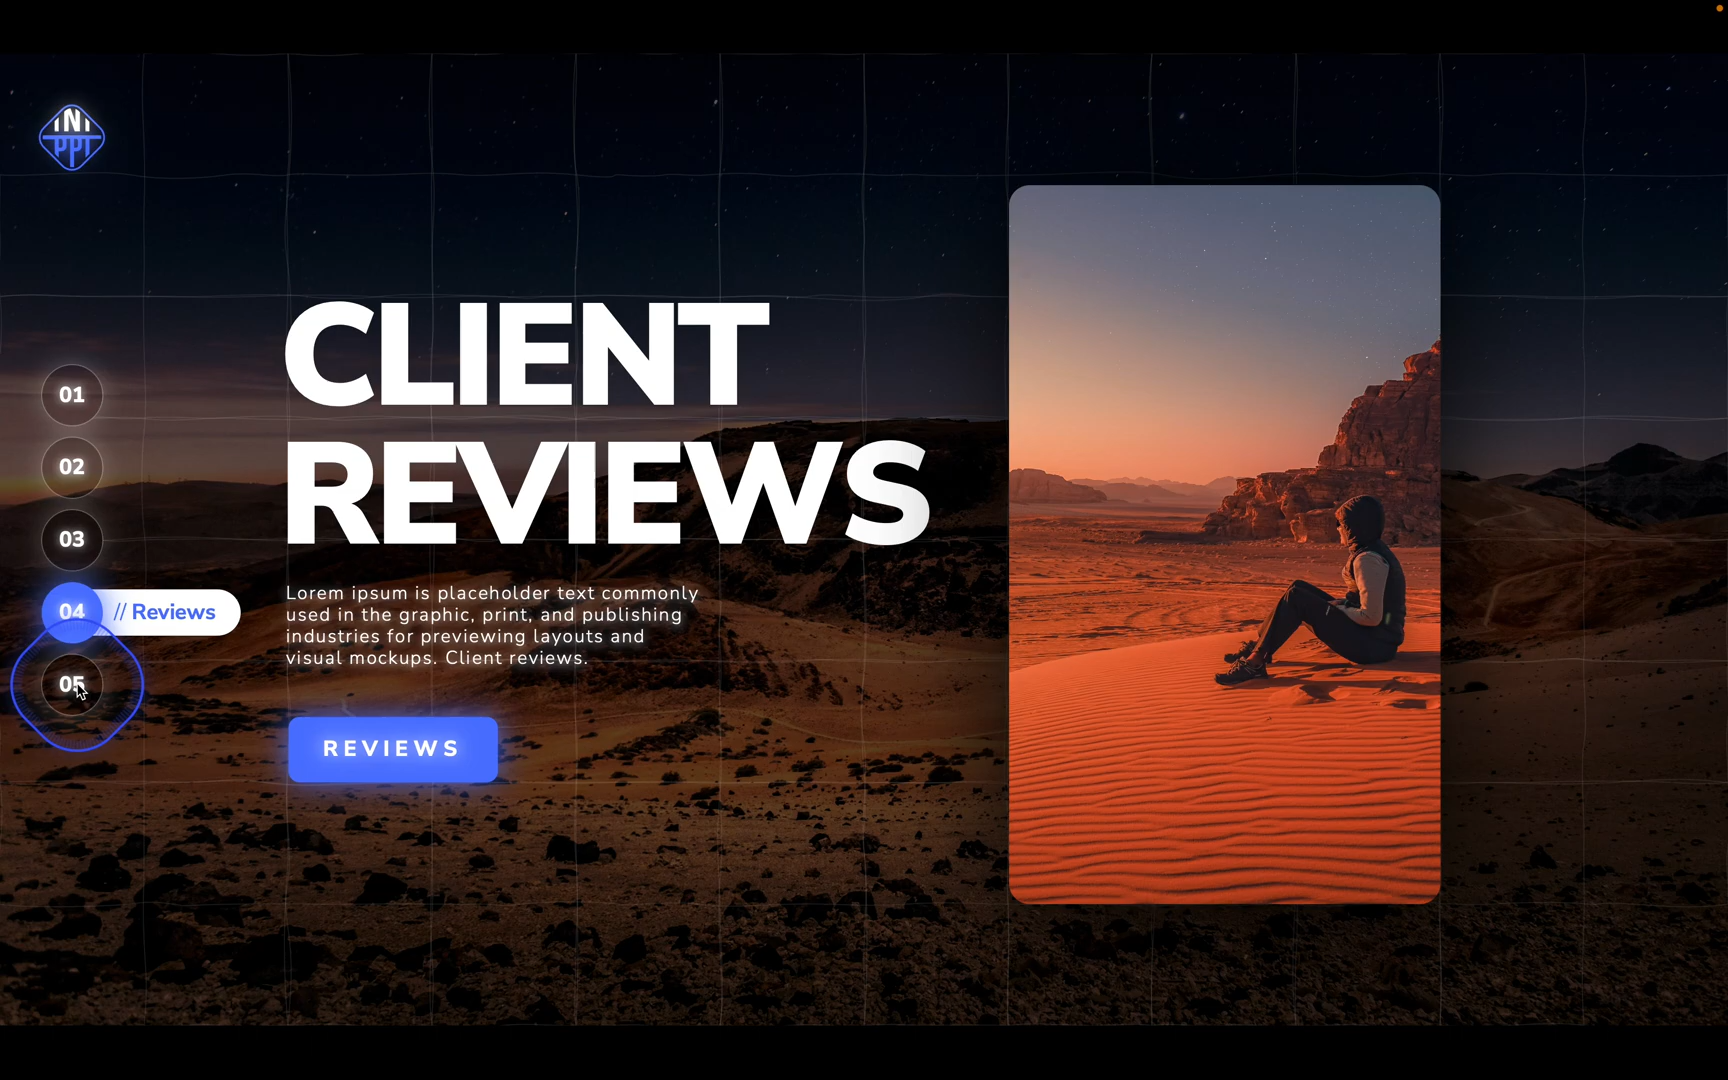 IN
PPT
CLIENT
REVIEWS
01
02
03
04 // Reviews
05
Lorem ipsum is placeholder text commonly
used in the graphic, print, and publishing
industries for previewing layouts and
visual mockups. Client reviews.
REVIEWS